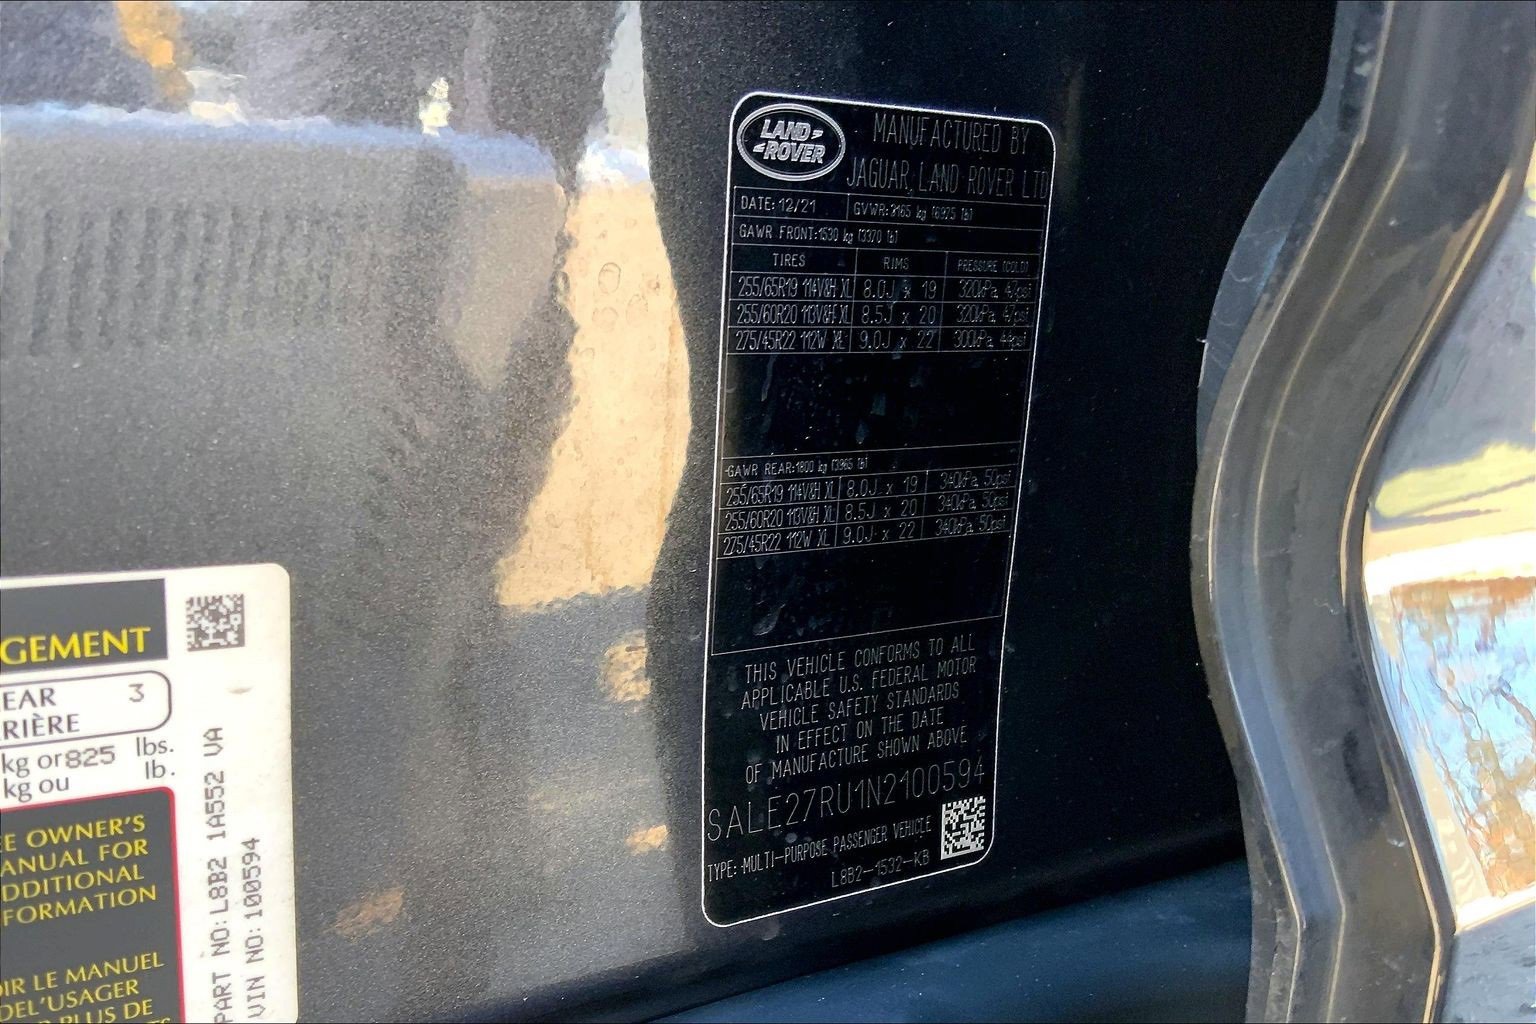 LAND
ROVER
MANUFACTURED BY
JAGUAR LAND ROVER LTD
DATE: 12/21 GVWR: 3165 kg (6975 lb)
GAWR FRONT: 1530 kg (3370 lb)
TIRES RIMS PRESSURE (COLD)
255/65R19 114V&H XL 8.0J x 19 320kPa, 47psi
255/60R20 113V&H XL 8.5J x 20 320kPa, 47psi
275/45R22 112W XL 9.0J x 22 300kPa, 44psi
GAWR REAR: 1800 kg (3965 lb)
255/65R19 114V&H XL 8.0J x 19 340kPa, 50psi
255/60R20 113V&H XL 8.5J x 20 340kPa, 50psi
275/45R22 112W XL 9.0J x 22 340kPa, 50psi
THIS VEHICLE CONFORMS TO ALL
APPLICABLE U.S. FEDERAL MOTOR
VEHICLE SAFETY STANDARDS
IN EFFECT ON THE DATE
OF MANUFACTURE SHOWN ABOVE
SALE27RU1N2100594
TYPE: MULTI-PURPOSE PASSENGER VEHICLE
L8B2-1532-KB
GEMENT
EAR 3
RIÈRE
kg or 825 lbs.
kg ou lb.
EE OWNER'S
ANUAL FOR
DDITIONAL
FORMATION
OIR LE MANUEL
DEL'USAGER
R PLUS DE
PART NO: L8B2 1A552 VA
VIN NO: 100594